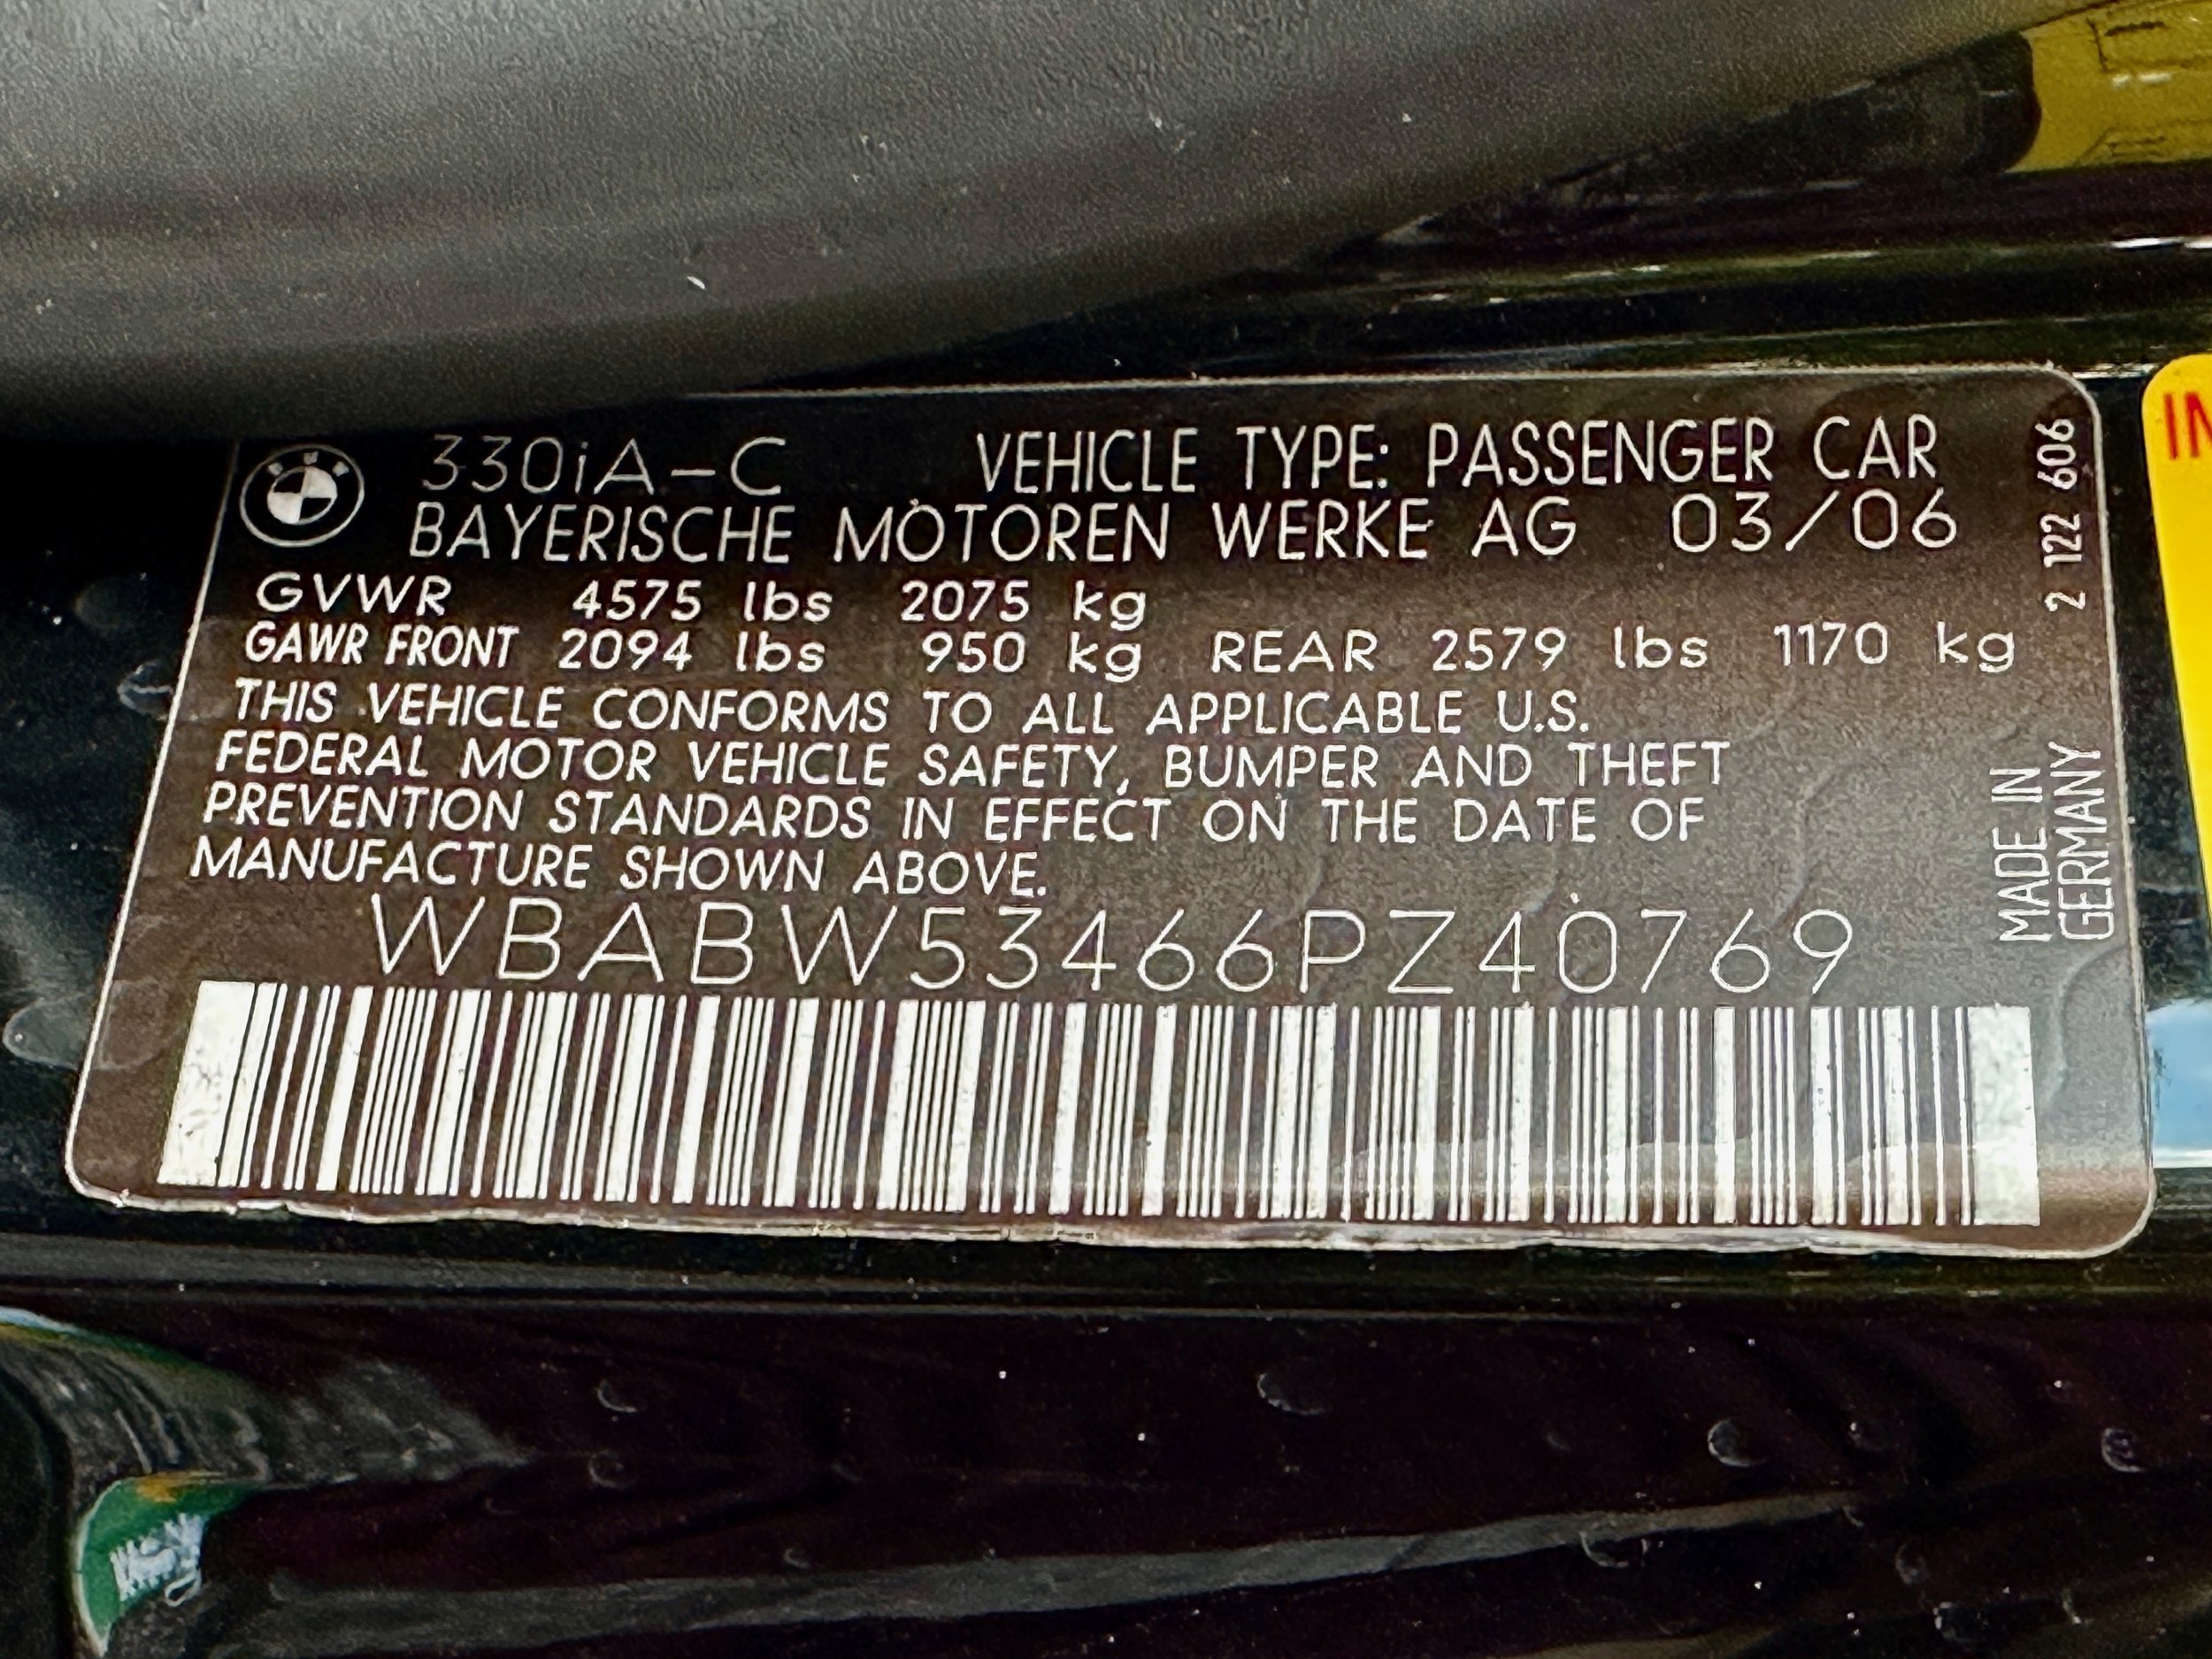 330iA-C VEHICLE TYPE: PASSENGER CAR
BAYERISCHE MOTOREN WERKE AG 03/06
GVWR 4575 lbs 2075 kg
GAWR FRONT 2094 lbs 950 kg REAR 2579 lbs 1170 kg
THIS VEHICLE CONFORMS TO ALL APPLICABLE U.S.
FEDERAL MOTOR VEHICLE SAFETY, BUMPER AND THEFT
PREVENTION STANDARDS IN EFFECT ON THE DATE OF
MANUFACTURE SHOWN ABOVE.
WBABW53466PZ40769
2 122 606
MADE IN
GERMANY